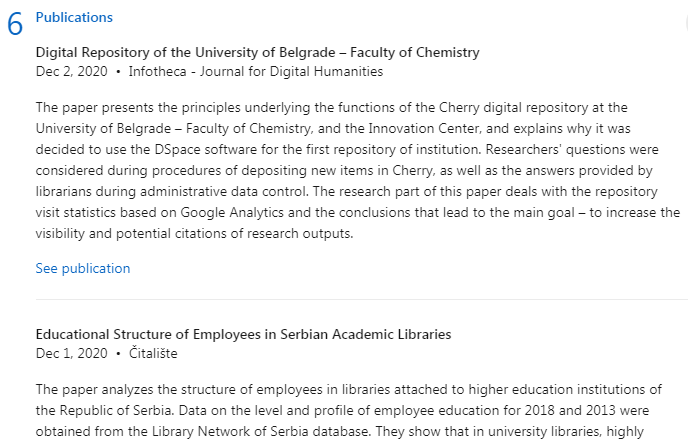 6
Publications
Digital Repository of the University of Belgrade – Faculty of Chemistry
Dec 2, 2020 • Infotheca - Journal for Digital Humanities
The paper presents the principles underlying the functions of the Cherry digital repository at the
University of Belgrade – Faculty of Chemistry, and the Innovation Center, and explains why it was
decided to use the DSpace software for the first repository of institution. Researchers' questions were
considered during procedures of depositing new items in Cherry, as well as the answers provided by
librarians during administrative data control. The research part of this paper deals with the repository
visit statistics based on Google Analytics and the conclusions that lead to the main goal – to increase the
visibility and potential citations of research outputs.
See publication
Educational Structure of Employees in Serbian Academic Libraries
Dec 1, 2020 • Čitalište
The paper analyzes the structure of employees in libraries attached to higher education institutions of
the Republic of Serbia. Data on the level and profile of employee education for 2018 and 2013 were
obtained from the Library Network of Serbia database. They show that in university libraries, highly